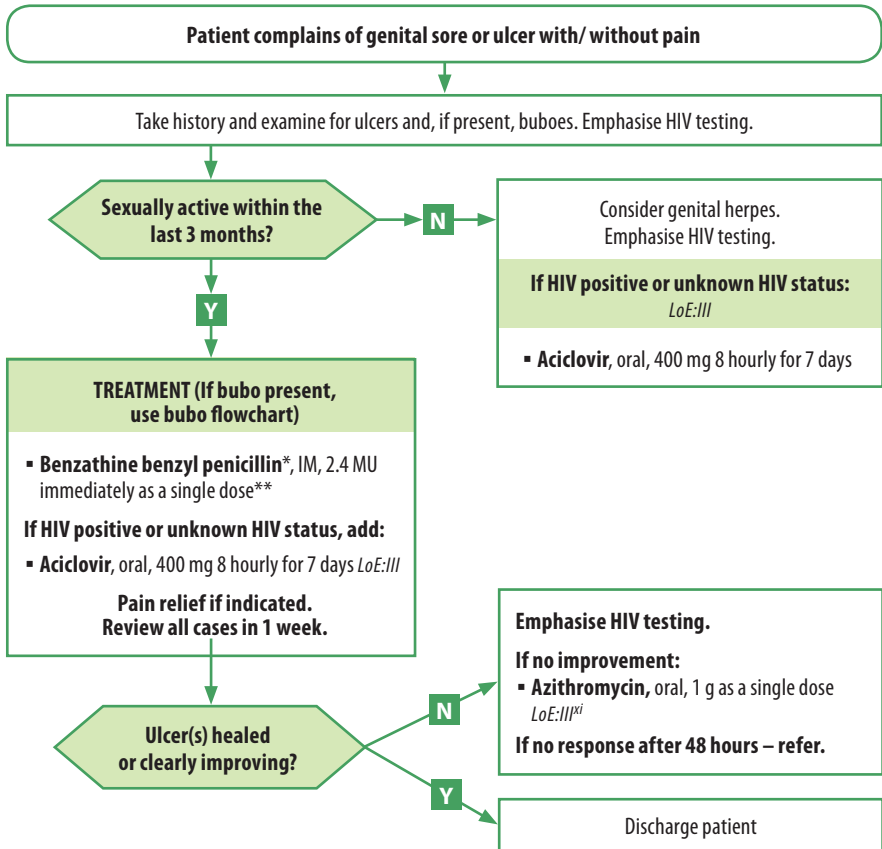 Patient complains of genital sore or ulcer with/ without pain
Take history and examine for ulcers and, if present, buboes. Emphasise HIV testing.
Sexually active within the
last 3 months?
N
Consider genital herpes.
Emphasise HIV testing.
If HIV positive or unknown HIV status:
LoE:III
▪ Aciclovir, oral, 400 mg 8 hourly for 7 days
Y
TREATMENT (If bubo present,
use bubo flowchart)
▪ Benzathine benzyl penicillin*, IM, 2.4 MU
immediately as a single dose**
If HIV positive or unknown HIV status, add:
▪ Aciclovir, oral, 400 mg 8 hourly for 7 days LoE:III
Pain relief if indicated.
Review all cases in 1 week.
Ulcer(s) healed
or clearly improving?
N
Emphasise HIV testing.
If no improvement:
▪ Azithromycin, oral, 1 g as a single dose
LoE:IIIxi
If no response after 48 hours – refer.
Y
Discharge patient